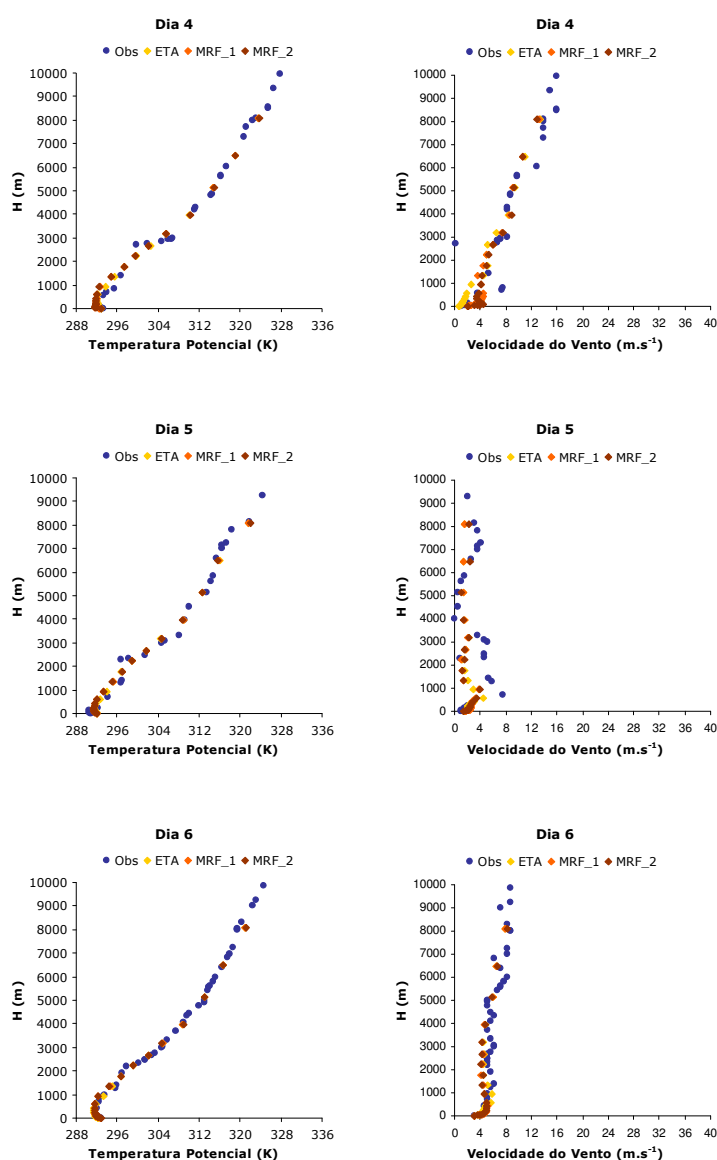 Dia 4
Obs ETA MRF_1 MRF_2
10000
9000
8000
7000
6000
5000
4000
3000
2000
1000
0
H (m)
288 296 304 312 320 328 336
Temperatura Potencial (K)
Dia 4
Obs ETA MRF_1 MRF_2
10000
9000
8000
7000
6000
5000
4000
3000
2000
1000
0
H (m)
0 4 8 12 16 20 24 28 32 36 40
Velocidade do Vento (m.s⁻¹)
Dia 5
Obs ETA MRF_1 MRF_2
10000
9000
8000
7000
6000
5000
4000
3000
2000
1000
0
H (m)
288 296 304 312 320 328 336
Temperatura Potencial (K)
Dia 5
Obs ETA MRF_1 MRF_2
10000
9000
8000
7000
6000
5000
4000
3000
2000
1000
0
H (m)
0 4 8 12 16 20 24 28 32 36 40
Velocidade do Vento (m.s⁻¹)
Dia 6
Obs ETA MRF_1 MRF_2
10000
9000
8000
7000
6000
5000
4000
3000
2000
1000
0
H (m)
288 296 304 312 320 328 336
Temperatura Potencial (K)
Dia 6
Obs ETA MRF_1 MRF_2
10000
9000
8000
7000
6000
5000
4000
3000
2000
1000
0
H (m)
0 4 8 12 16 20 24 28 32 36 40
Velocidade do Vento (m.s⁻¹)